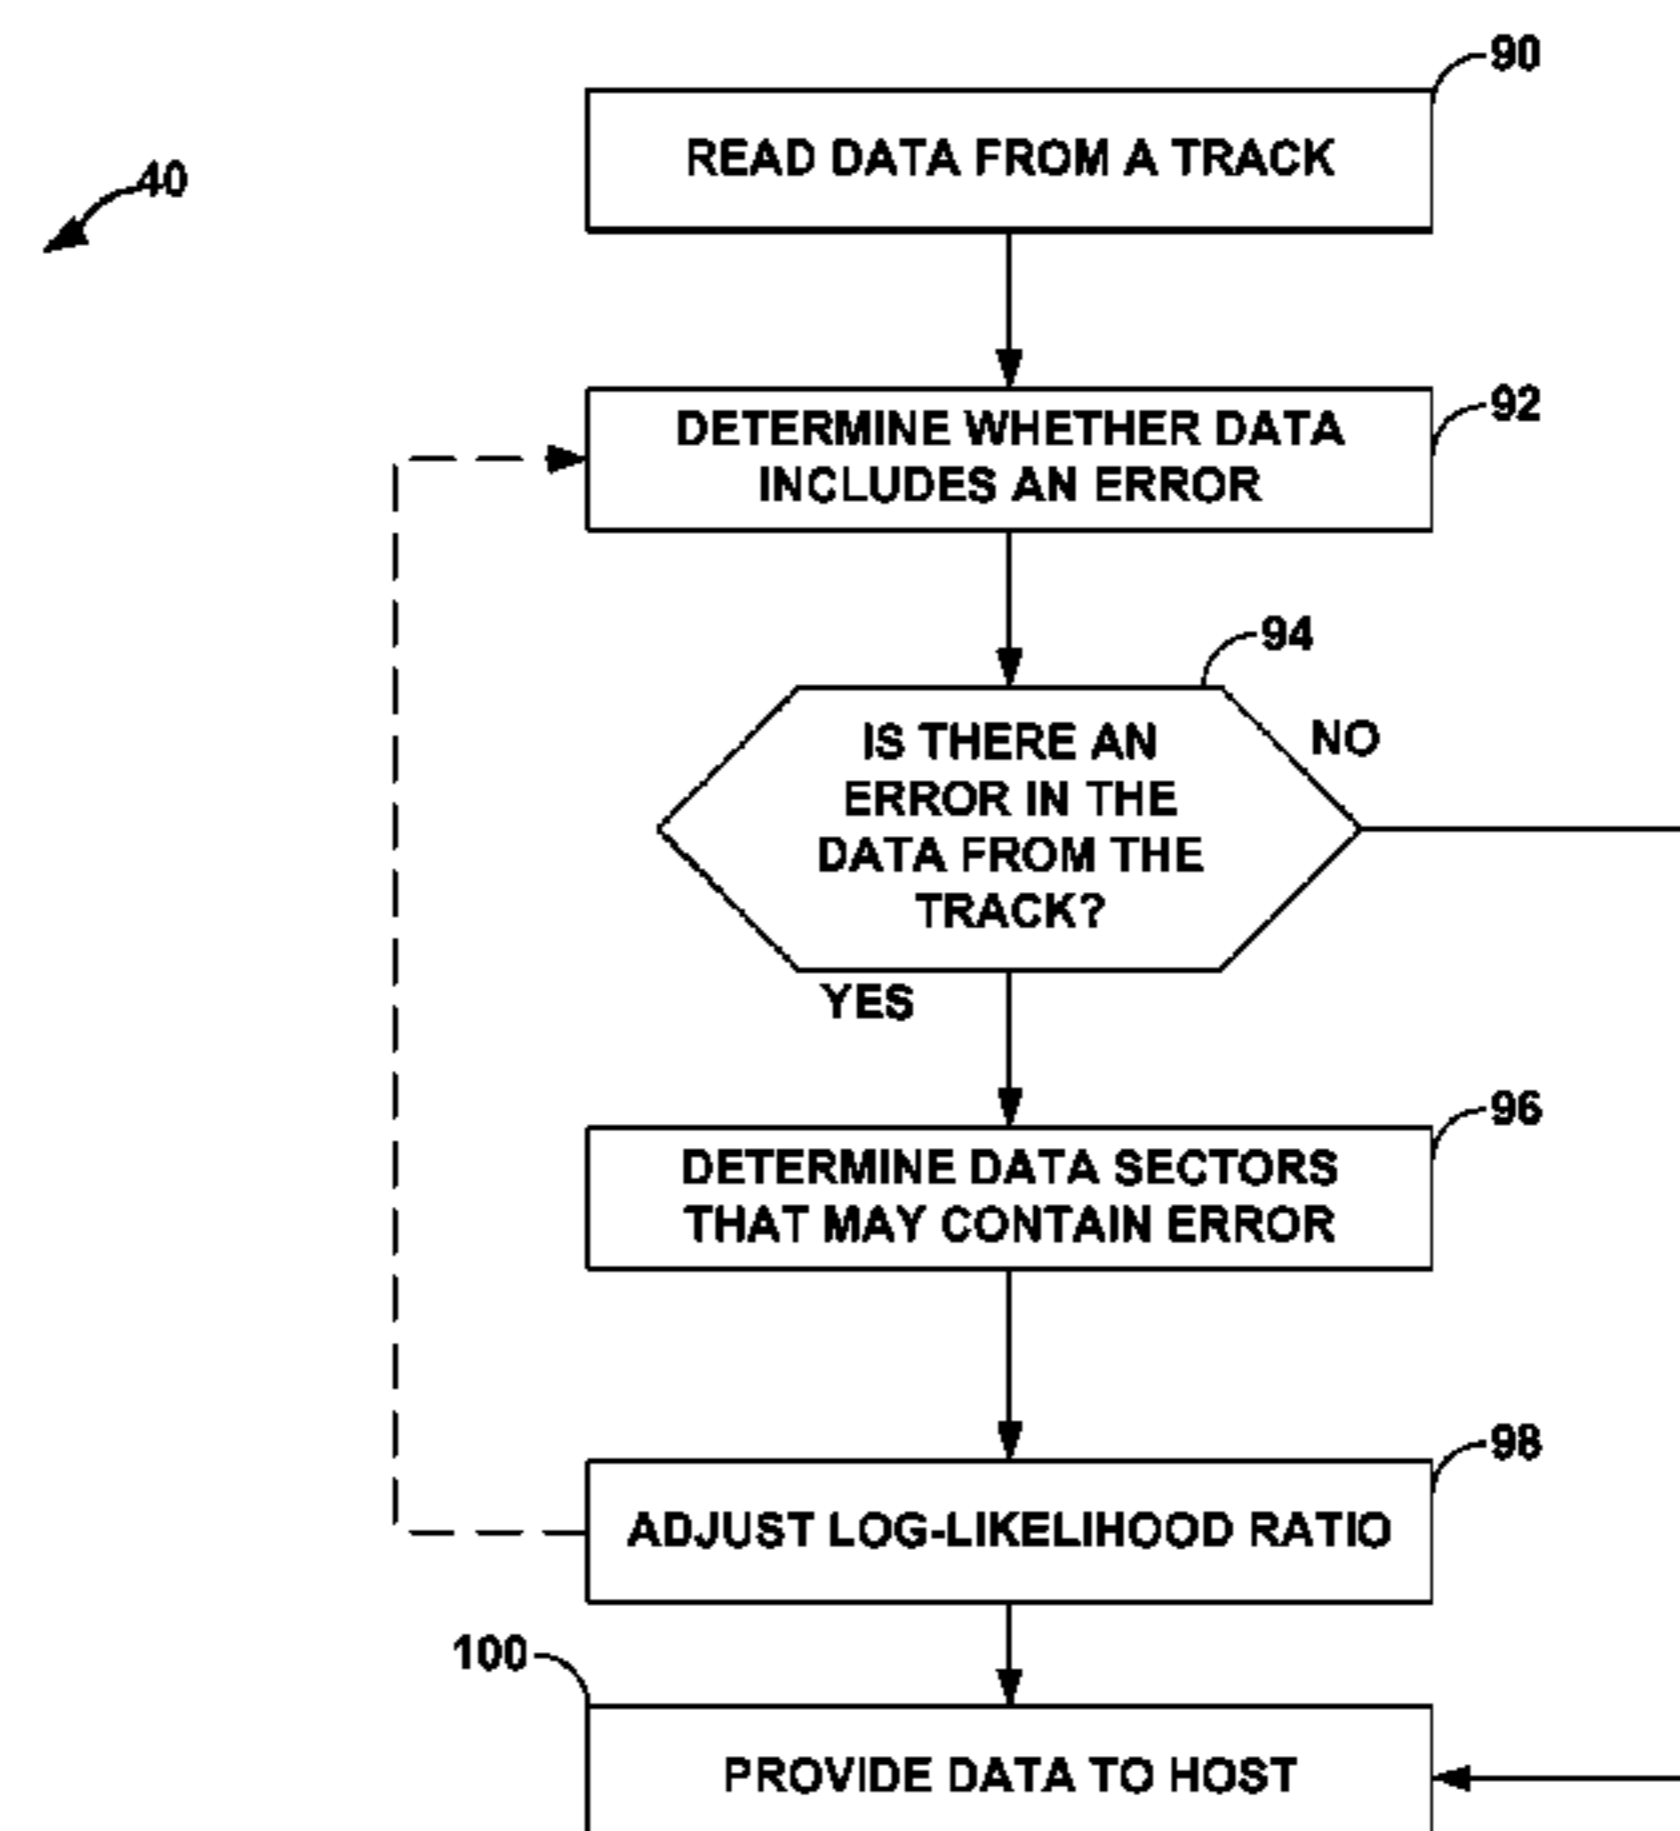 90
40
READ DATA FROM A TRACK
92
DETERMINE WHETHER DATA
INCLUDES AN ERROR
94
IS THERE AN
ERROR IN THE
DATA FROM THE
TRACK?
NO
YES
96
DETERMINE DATA SECTORS
THAT MAY CONTAIN ERROR
98
ADJUST LOG-LIKELIHOOD RATIO
100
PROVIDE DATA TO HOST